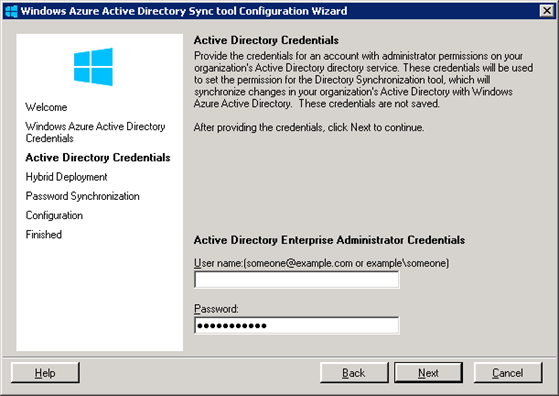 Windows Azure Active Directory Sync tool Configuration Wizard
Welcome
Windows Azure Active Directory
Credentials
Active Directory Credentials
Hybrid Deployment
Password Synchronization
Configuration
Finished
Active Directory Credentials
Provide the credentials for an account with administrator permissions on your
organization's Active Directory directory service. These credentials will be used
to set the permission for the Directory Synchronization tool, which will
synchronize changes in your organization's Active Directory with Windows
Azure Active Directory. These credentials are not saved.
After providing the credentials, click Next to continue.
Active Directory Enterprise Administrator Credentials
User name:(someone@example.com or example\someone)
Password:
●●●●●●●●●●●
Help
Back
Next
Cancel